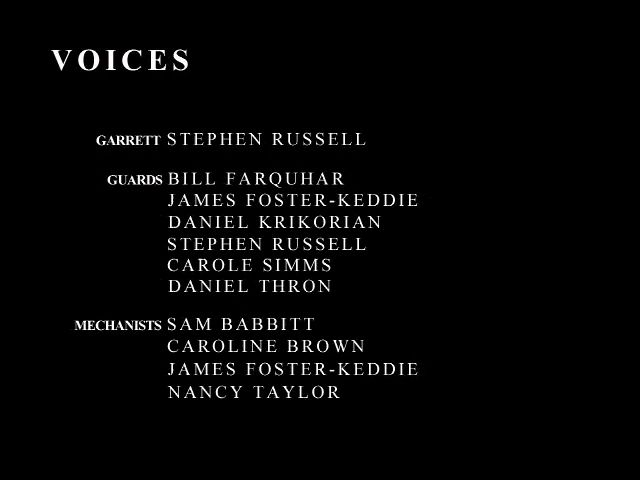 VOICES
GARRETT STEPHEN RUSSELL
GUARDS BILL FARQUHAR
JAMES FOSTER-KEDDIE
DANIEL KRIKORIAN
STEPHEN RUSSELL
CAROLE SIMMS
DANIEL THRON
MECHANISTS SAM BABBITT
CAROLINE BROWN
JAMES FOSTER-KEDDIE
NANCY TAYLOR